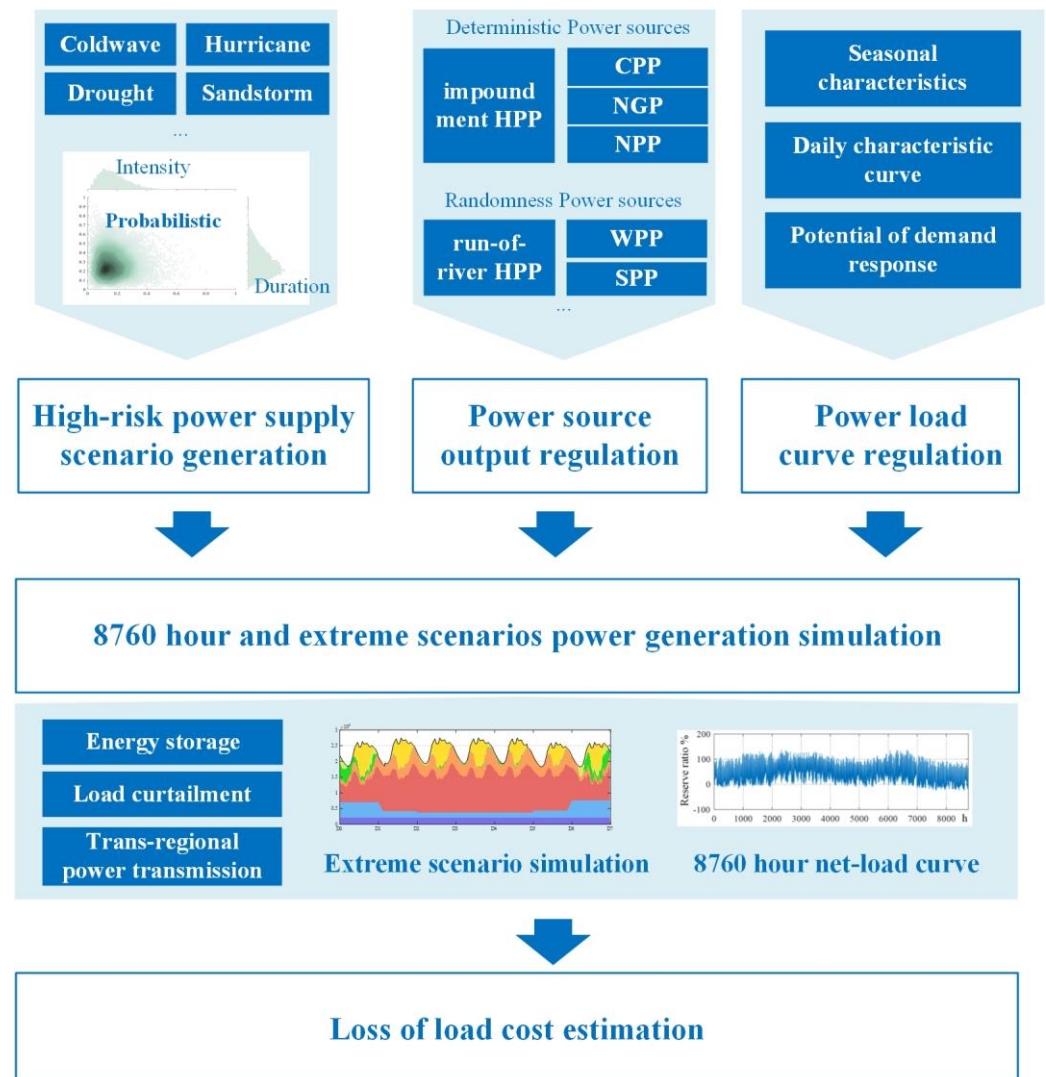 Coldwave
Hurricane
Drought
Sandstorm
...
Intensity
Probabilistic
Duration
Deterministic Power sources
impound
ment HPP
CPP
NGP
NPP
Randomness Power sources
run-of-
river HPP
WPP
SPP
...
Seasonal
characteristics
Daily characteristic
curve
Potential of demand
response
High-risk power supply
scenario generation
Power source
output regulation
Power load
curve regulation
8760 hour and extreme scenarios power generation simulation
Energy storage
Load curtailment
Trans-regional
power transmission
Extreme scenario simulation
Reserve ratio %
200
100
0
-100
0 1000 2000 3000 4000 5000 6000 7000 8000 h
8760 hour net-load curve
Loss of load cost estimation